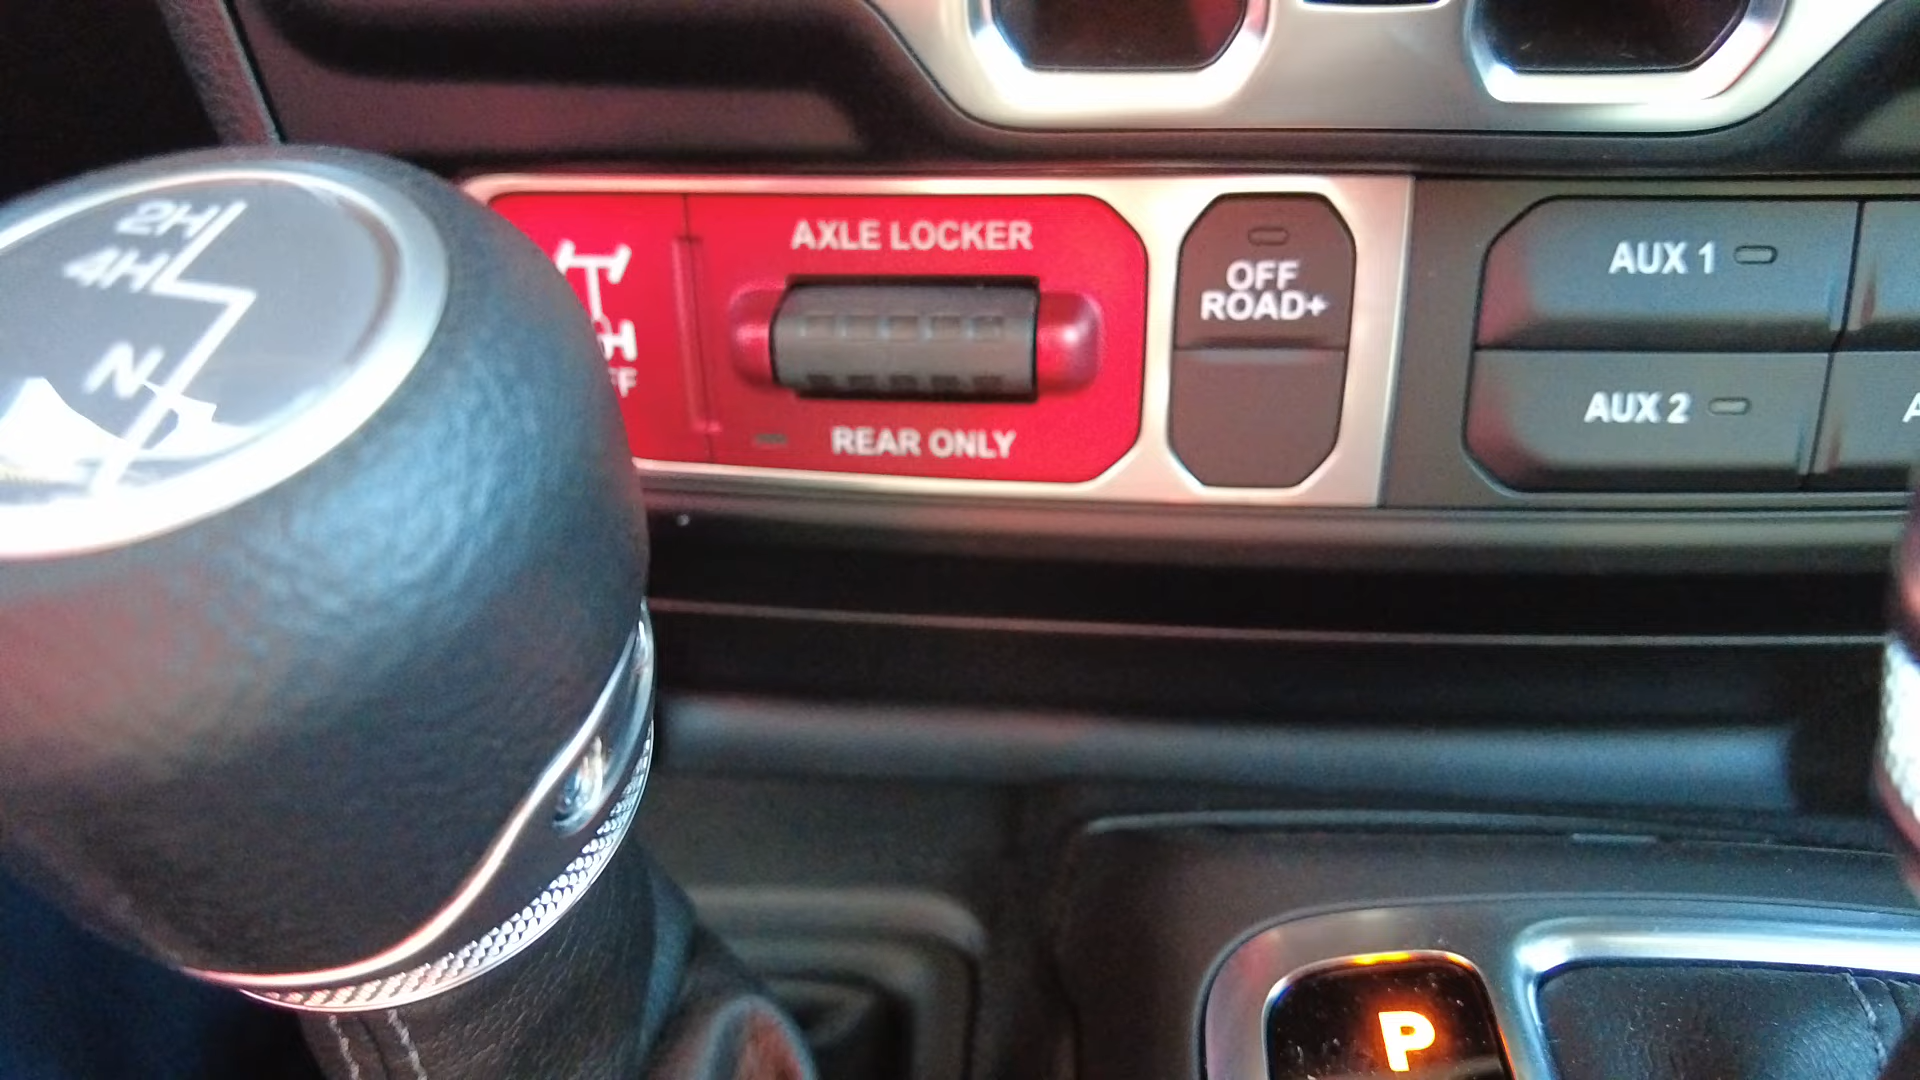 2H
4H
N
AXLE LOCKER
REAR ONLY
OFF
ROAD+
AUX 1
AUX 2
P